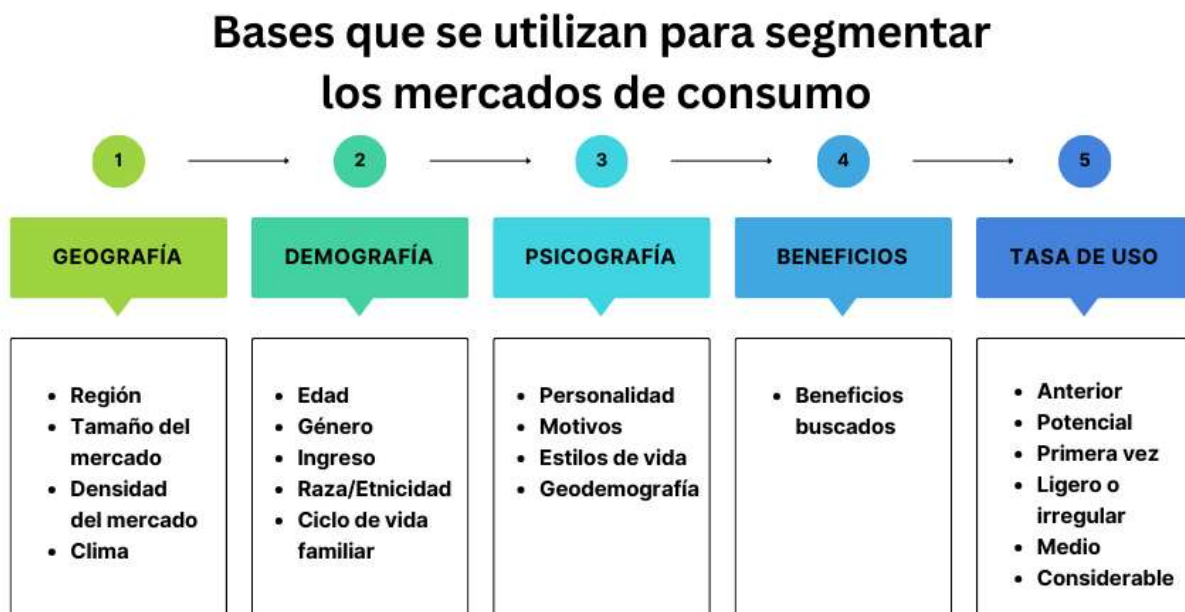 Bases que se utilizan para segmentar
los mercados de consumo
1
2
3
4
5
GEOGRAFÍA
DEMOGRAFÍA
PSICOGRAFÍA
BENEFICIOS
TASA DE USO
• Región
• Tamaño del
mercado
• Densidad
del mercado
• Clima
• Edad
• Género
• Ingreso
• Raza/Etnicidad
• Ciclo de vida
familiar
• Personalidad
• Motivos
• Estilos de vida
• Geodemografía
• Beneficios
buscados
• Anterior
• Potencial
• Primera vez
• Ligero o
irregular
• Medio
• Considerable